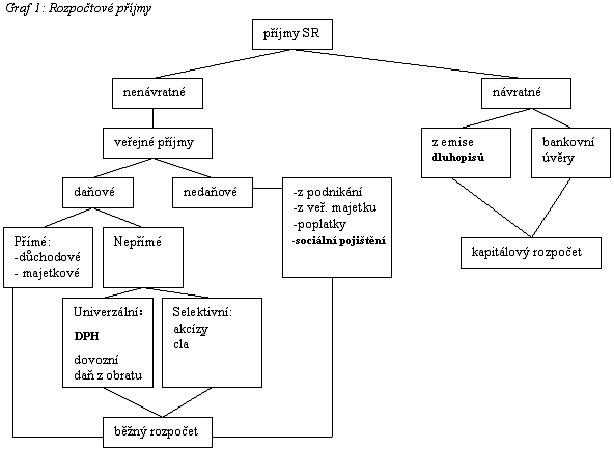 Graf 1: Rozpočtové příjmy
příjmy SR
nenávratné
návratné
veřejné příjmy
z emise
dluhopisů
bankovní
úvěry
daňové
nedaňové
-z podnikání
-z veř. majetku
-poplatky
-sociální pojištění
Přímé:
-důchodové
- majetkové
Nepřímé
kapitálový rozpočet
Univerzální:
DPH
dovozní
daň z obratu
Selektivní:
akcízy
cla
běžný rozpočet